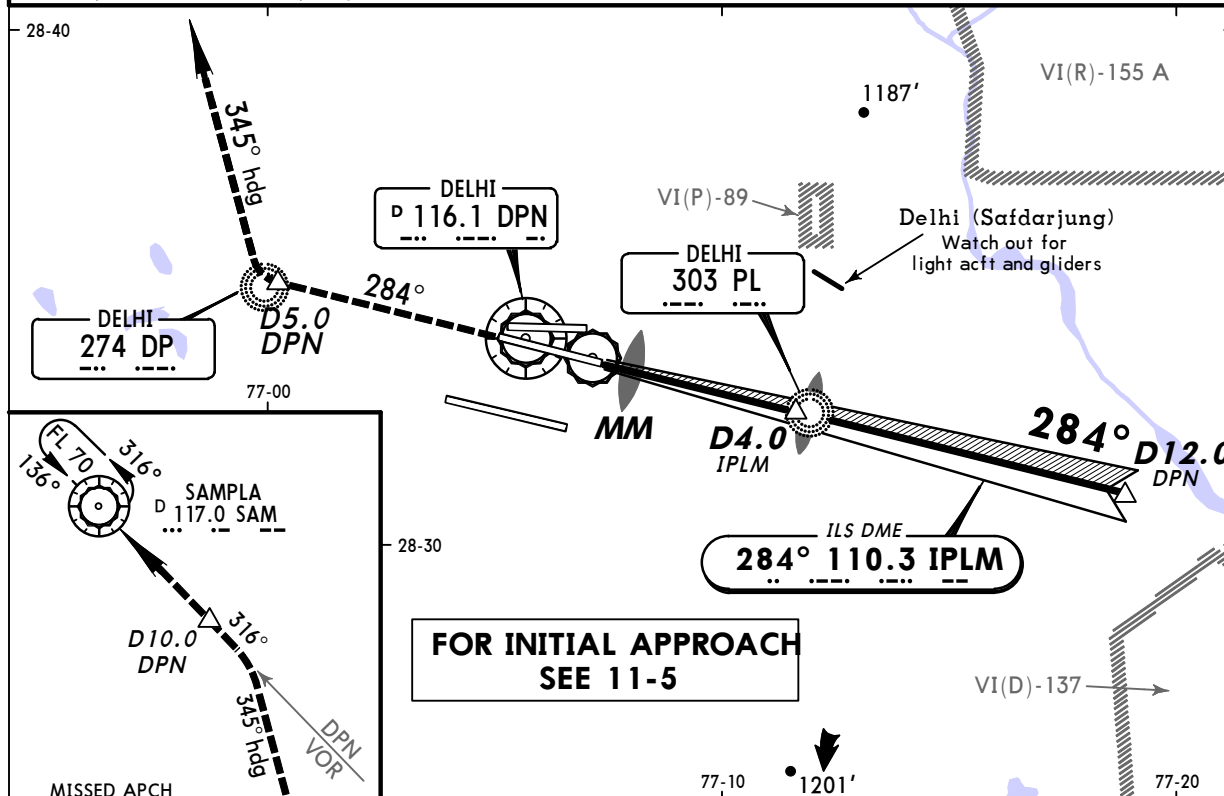 28-40
VI(R)-155 A
1187'
345° hdg
DELHI
D 116.1 DPN
VI(P)-89
Delhi (Safdarjung)
Watch out for
light acft and gliders
DELHI
303 PL
284°
DELHI
274 DP
D5.0
DPN
77-00
MM
D4.0
IPLM
284°
D12.0
DPN
FL 70
136°
316°
SAMPLA
D 117.0 SAM
28-30
ILS DME
284° 110.3 IPLM
316°
D10.0
DPN
FOR INITIAL APPROACH
SEE 11-5
VI(D)-137
345° hdg
DPN
VOR
77-10
1201'
77-20
MISSED APCH